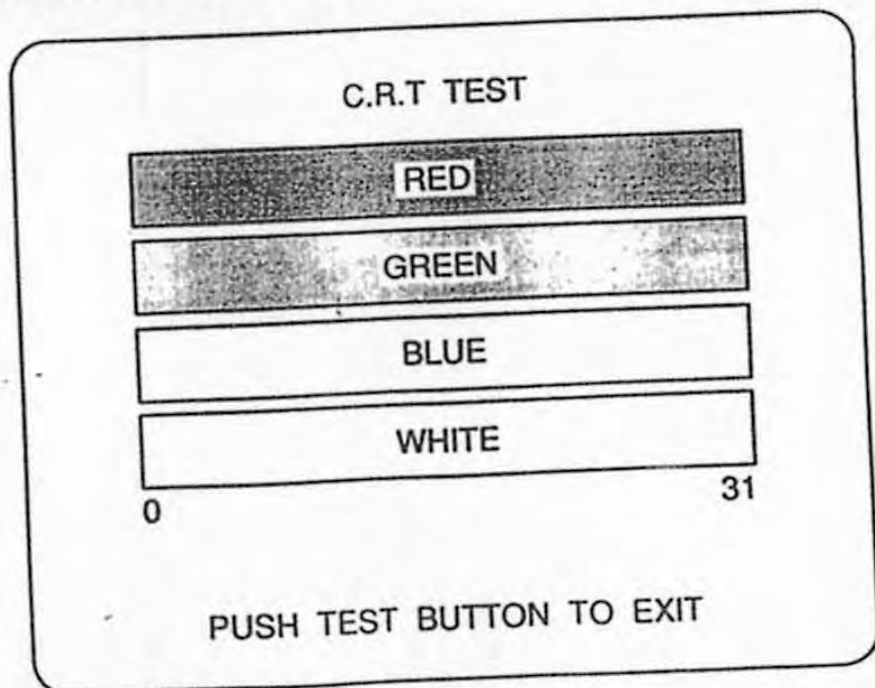 C.R.T TEST
RED
GREEN
BLUE
WHITE
0 31
PUSH TEST BUTTON TO EXIT